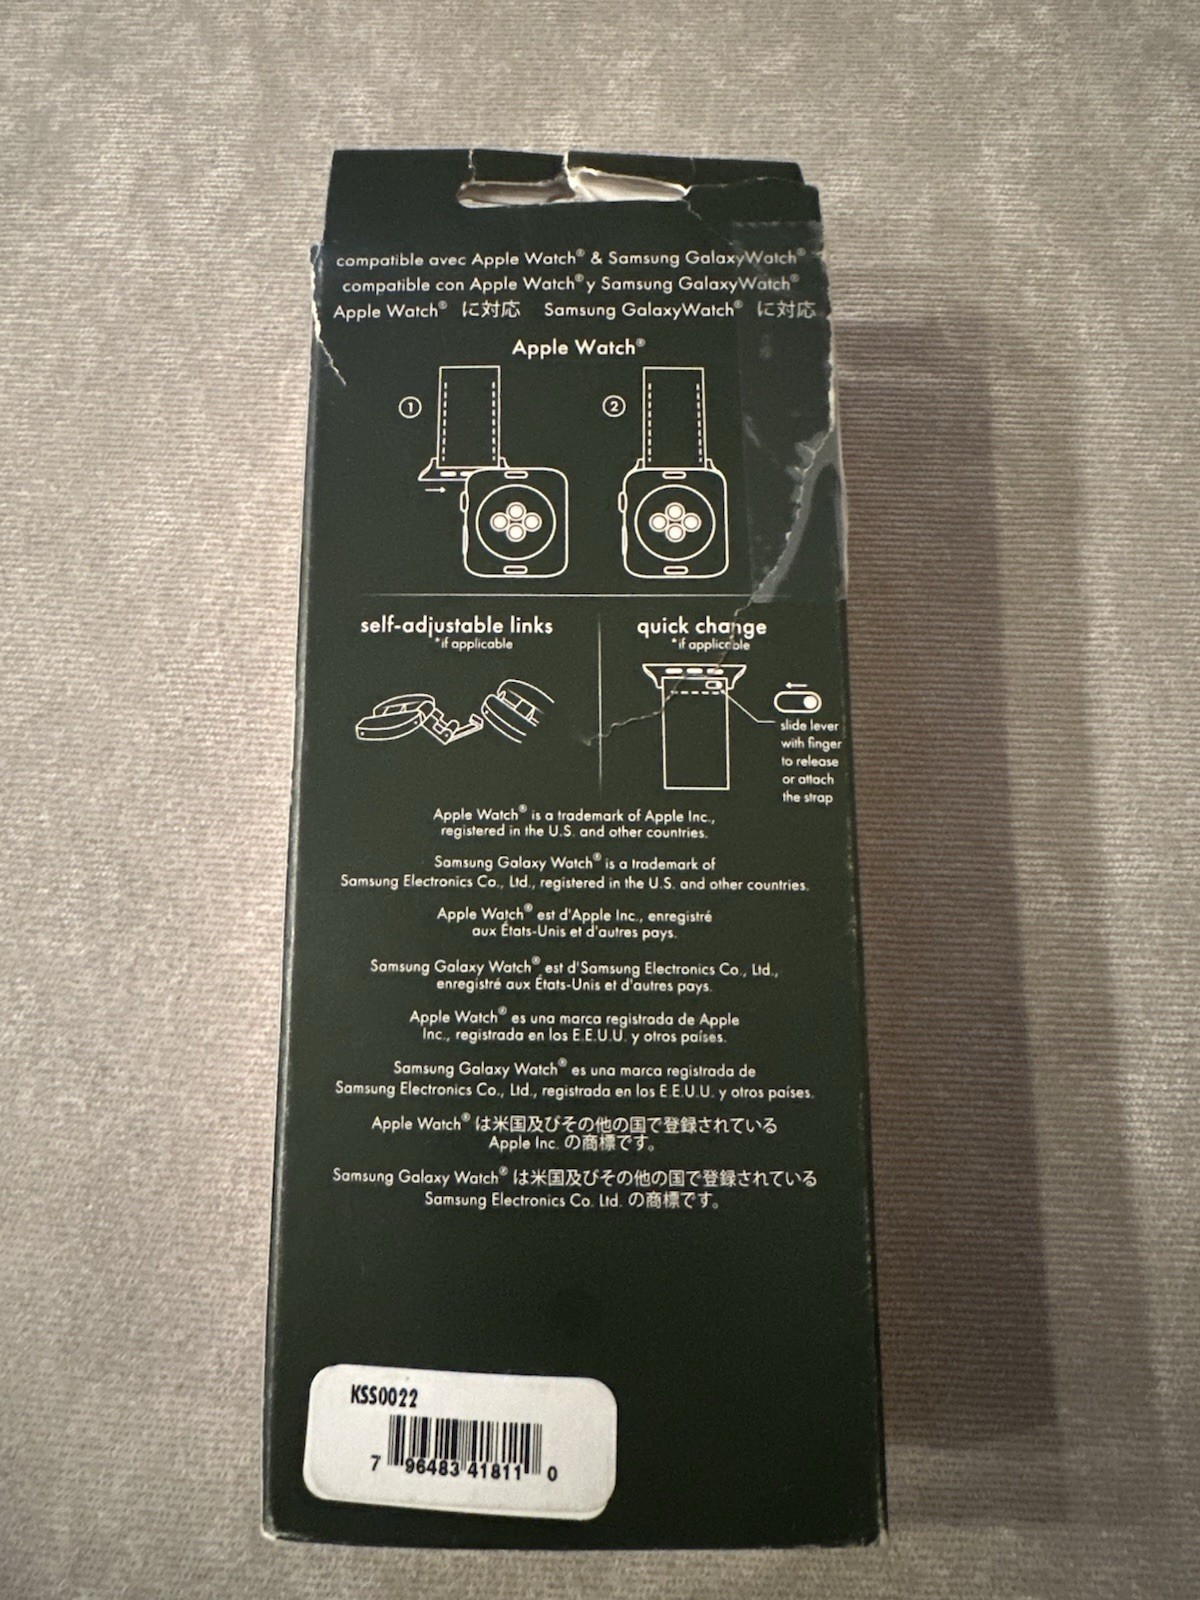 compatible avec Apple Watch® & Samsung GalaxyWatch®
compatible con Apple Watch® y Samsung GalaxyWatch®
Apple Watch® に対応 Samsung GalaxyWatch® に対応
Apple Watch®
1
2
self-adjustable links
*if applicable
quick change
*if applicable
slide lever
with finger
to release
or attach
the strap
Apple Watch® is a trademark of Apple Inc.,
registered in the U.S. and other countries.
Samsung Galaxy Watch® is a trademark of
Samsung Electronics Co., Ltd., registered in the U.S. and other countries.
Apple Watch® est d'Apple Inc., enregistré
aux États-Unis et d'autres pays.
Samsung Galaxy Watch® est d'Samsung Electronics Co., Ltd.,
enregistré aux États-Unis et d'autres pays.
Apple Watch® es una marca registrada de Apple
Inc., registrada en los E.E.U.U. y otros países.
Samsung Galaxy Watch® es una marca registrada de
Samsung Electronics Co., Ltd., registrada en los E.E.U.U. y otros países.
Apple Watch® は米国及びその他の国で登録されている
Apple Inc. の商標です。
Samsung Galaxy Watch® は米国及びその他の国で登録されている
Samsung Electronics Co. Ltd. の商標です。
KSS0022
7 96483 41811 0